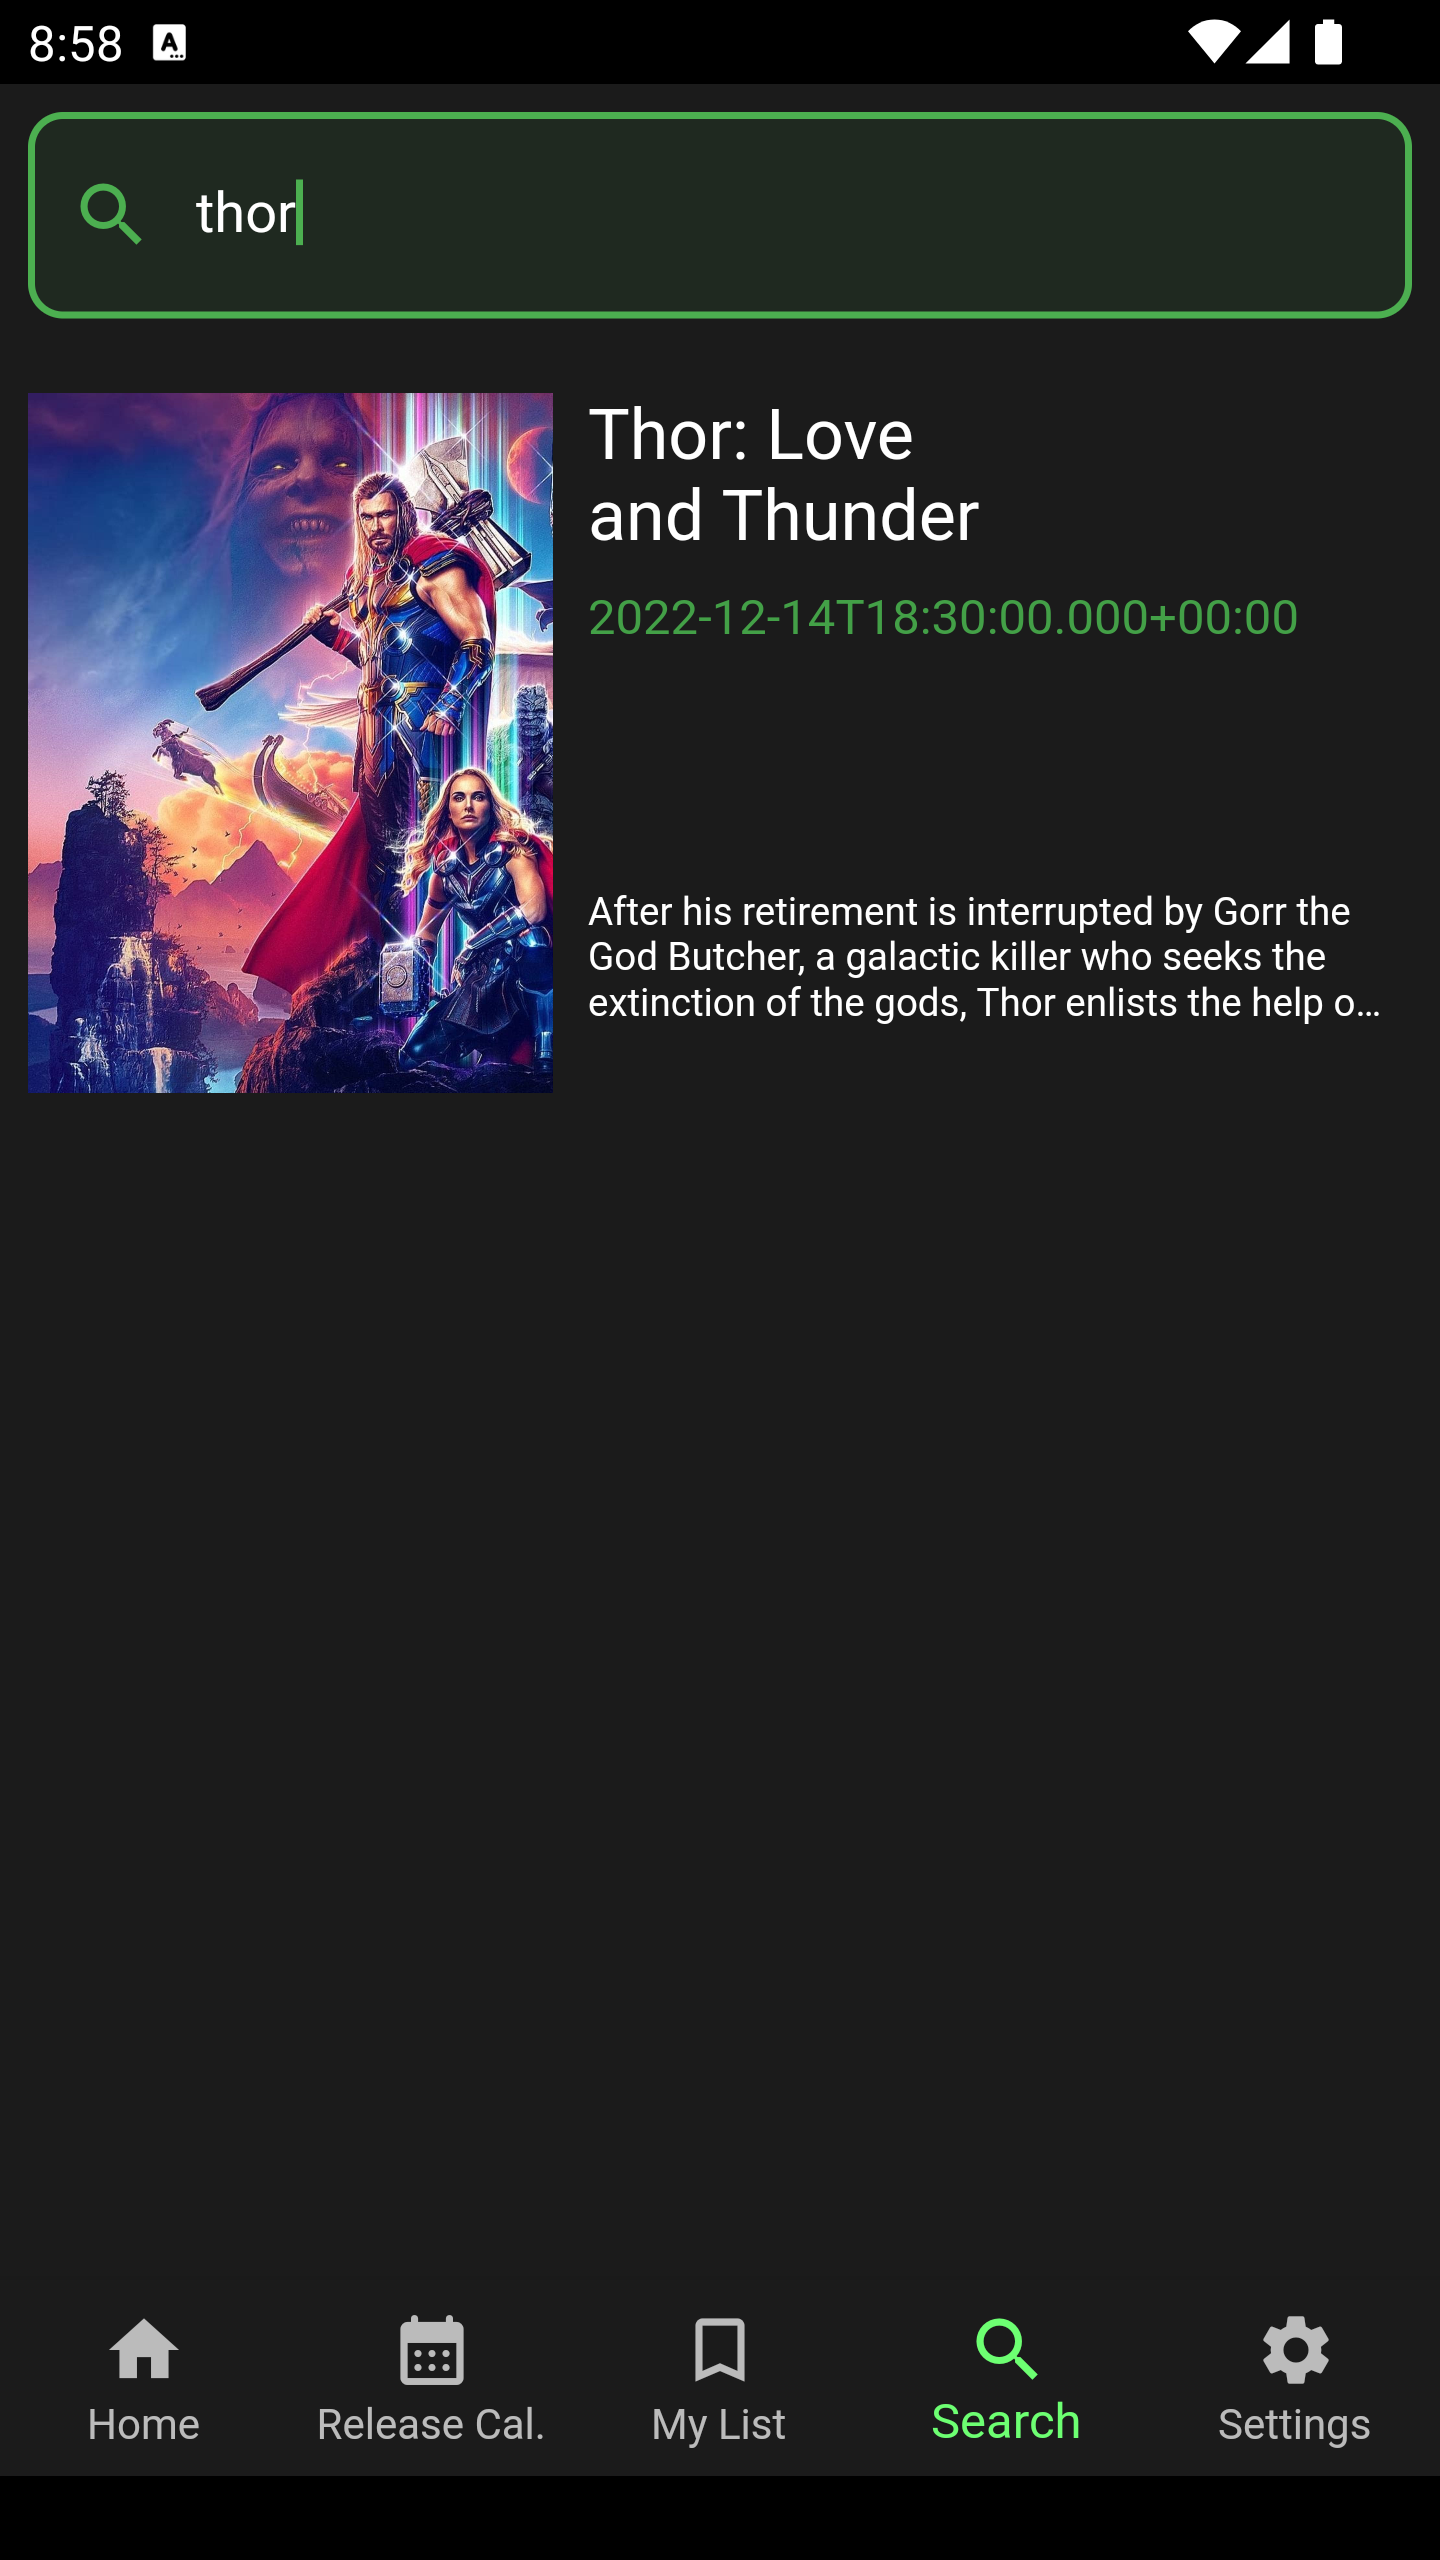 8:58
thor
Thor: Love
and Thunder
2022-12-14T18:30:00.000+00:00
After his retirement is interrupted by Gorr the
God Butcher, a galactic killer who seeks the
extinction of the gods, Thor enlists the help o...
Home
Release Cal.
My List
Search
Settings